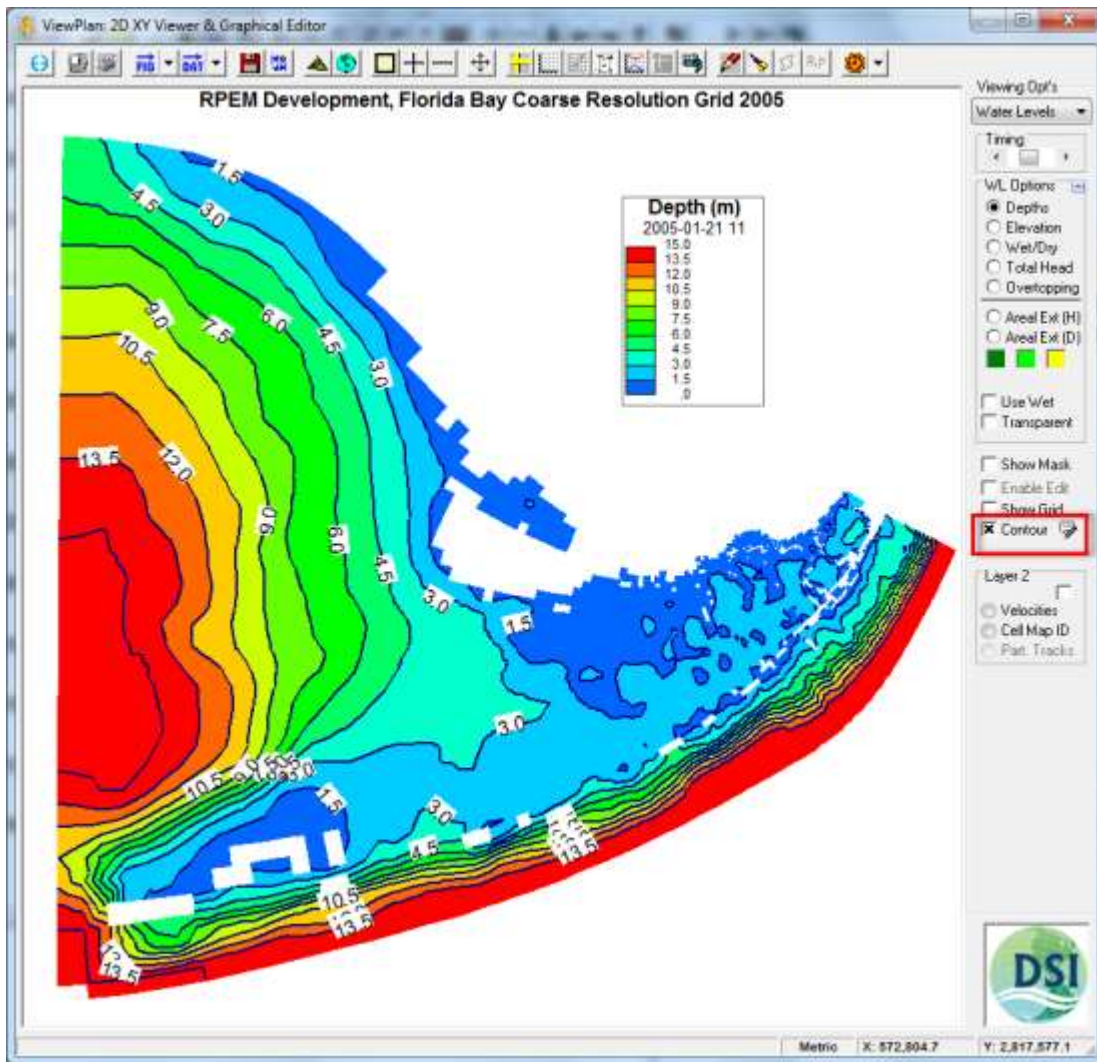 ViewPlan: 2D XY Viewer & Graphical Editor
FIG
DAT
R,P
Viewing Opt's
Water Levels
Timing
WL Options
Depths
Elevation
Wet/Dry
Total Head
Overtopping
Areal Ext (H)
Areal Ext (D)
Use Wet
Transparent
Show Mask
Enable Edit
Show Grid
Contour
Layer 2
Velocities
Cell Map ID
Part. Tracks
RPEM Development, Florida Bay Coarse Resolution Grid 2005
Depth (m)
2005-01-21 11
15.0
13.5
12.0
10.5
9.0
7.5
6.0
4.5
3.0
1.5
.0
1.5
4.5
3.0
9.0
7.5
6.0
4.5
3.0
10.5
13.5
12.0
9.0
6.0
4.5
3.0
1.5
3.0
10.5
1.5
3.0
4.5
13.5
10.5
13.5
13.5
DSI
Metric
X: 572,804.7
Y: 2,817,577.1